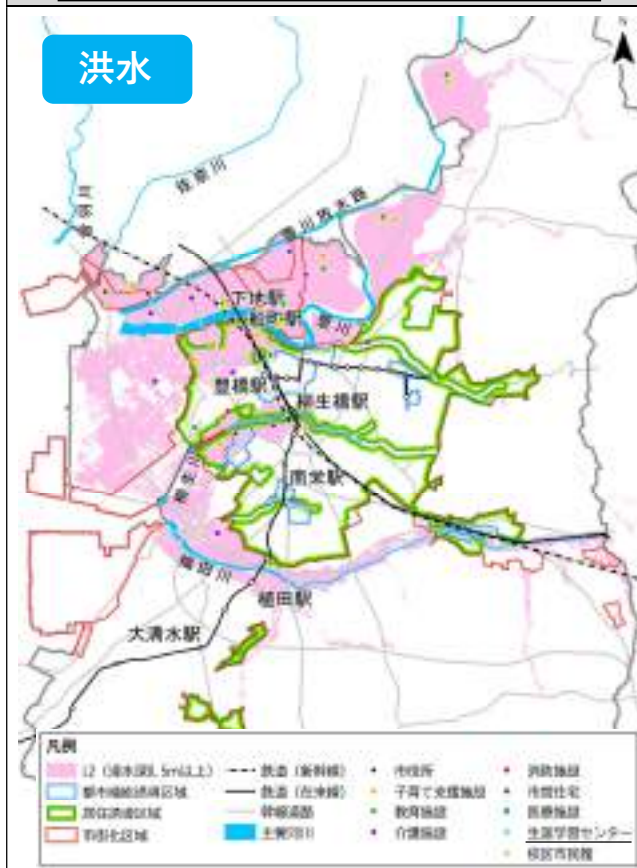 洪水
N
佐奈川
豊川放水路
下地駅
船町駅
豊川
豊橋駅
柳生橋駅
南栄駅
柳生川
梅田川
植田駅
大清水駅
凡例
L2（浸水深0.5m以上）
鉄道（新幹線）
市役所
消防施設
都市機能誘導区域
鉄道（在来線）
子育て支援施設
市営住宅
居住誘導区域
幹線道路
教育施設
医療施設
市街化区域
主要河川
介護施設
生涯学習センター
校区市民館